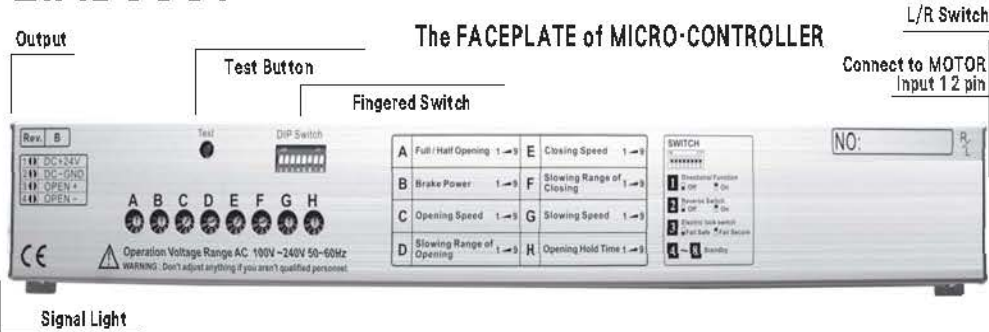 L/R Switch
Output
The FACEPLATE of MICRO-CONTROLLER
Test Button
Connect to MOTOR
Input 12 pin
Fingered Switch
Rev. B
1 DC+24V
2 DC-GND
3 OPEN +
4 OPEN -
Test
DIP Switch
A B C D E F G H
Operation Voltage Range AC 100V ~240V 50~60Hz
WARNING : Don't adjust anything if you aren't qualified personnel.
A Full / Half Opening 1→9 E Closing Speed 1→9
B Brake Power 1→9 F Slowing Range of Closing 1→9
C Opening Speed 1→9 G Slowing Speed 1→9
D Slowing Range of Opening 1→9 H Opening Hold Time 1→9
SWITCH
1 Directional Function
Off On
2 Reverse Switch
Off On
3 Electric lock switch
Fail Safe Fail Secure
4 ~ 8 Standby
NO:
R/L
CE
Signal Light